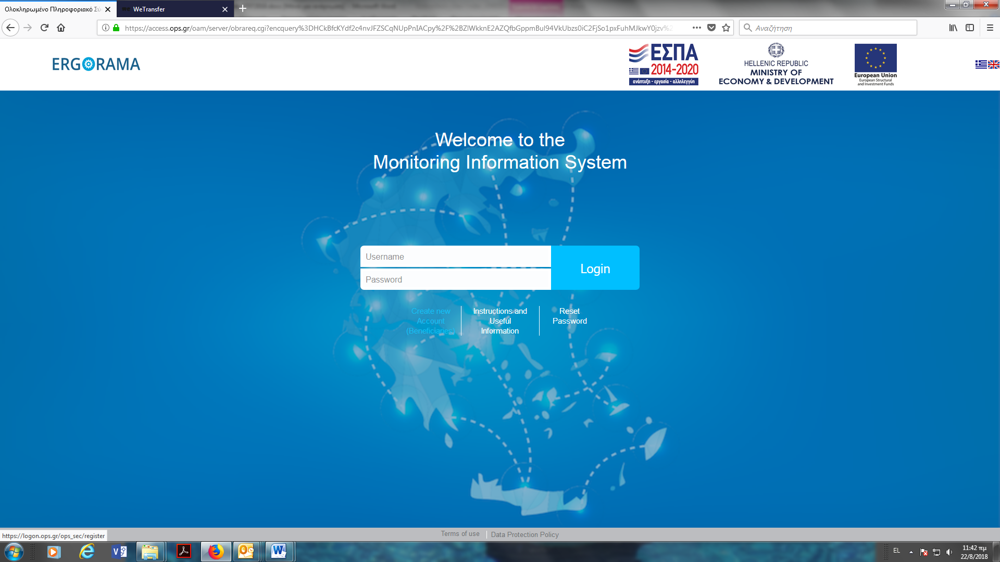 Ολοκληρωμένο Πληροφοριακό Σύ
WeTransfer
https://access.ops.gr/oam/server/obrareq.cgi?encquery%3DHCkBfcKYdf2c4nvJFZSCqNUpPnIACpy%2F%2BZlWkknE2AZQfbGppmBul94VkUbzs0iC2FjSo1pxFuhMJkwY0jzv%2
Αναζήτηση
ERGORAMA
ΕΣΠΑ
2014-2020
ανάπτυξη - εργασία - αλληλεγγύη
HELLENIC REPUBLIC
MINISTRY OF
ECONOMY & DEVELOPMENT
European Union
European Structural
and Investment Funds
Welcome to the
Monitoring Information System
Username
Password
Login
Create new
Account
(Beneficiaries)
Instructions and
Useful
Information
Reset
Password
Terms of use
Data Protection Policy
https://logon.ops.gr/ops_sec/register
EL
11:42 πμ
22/8/2018